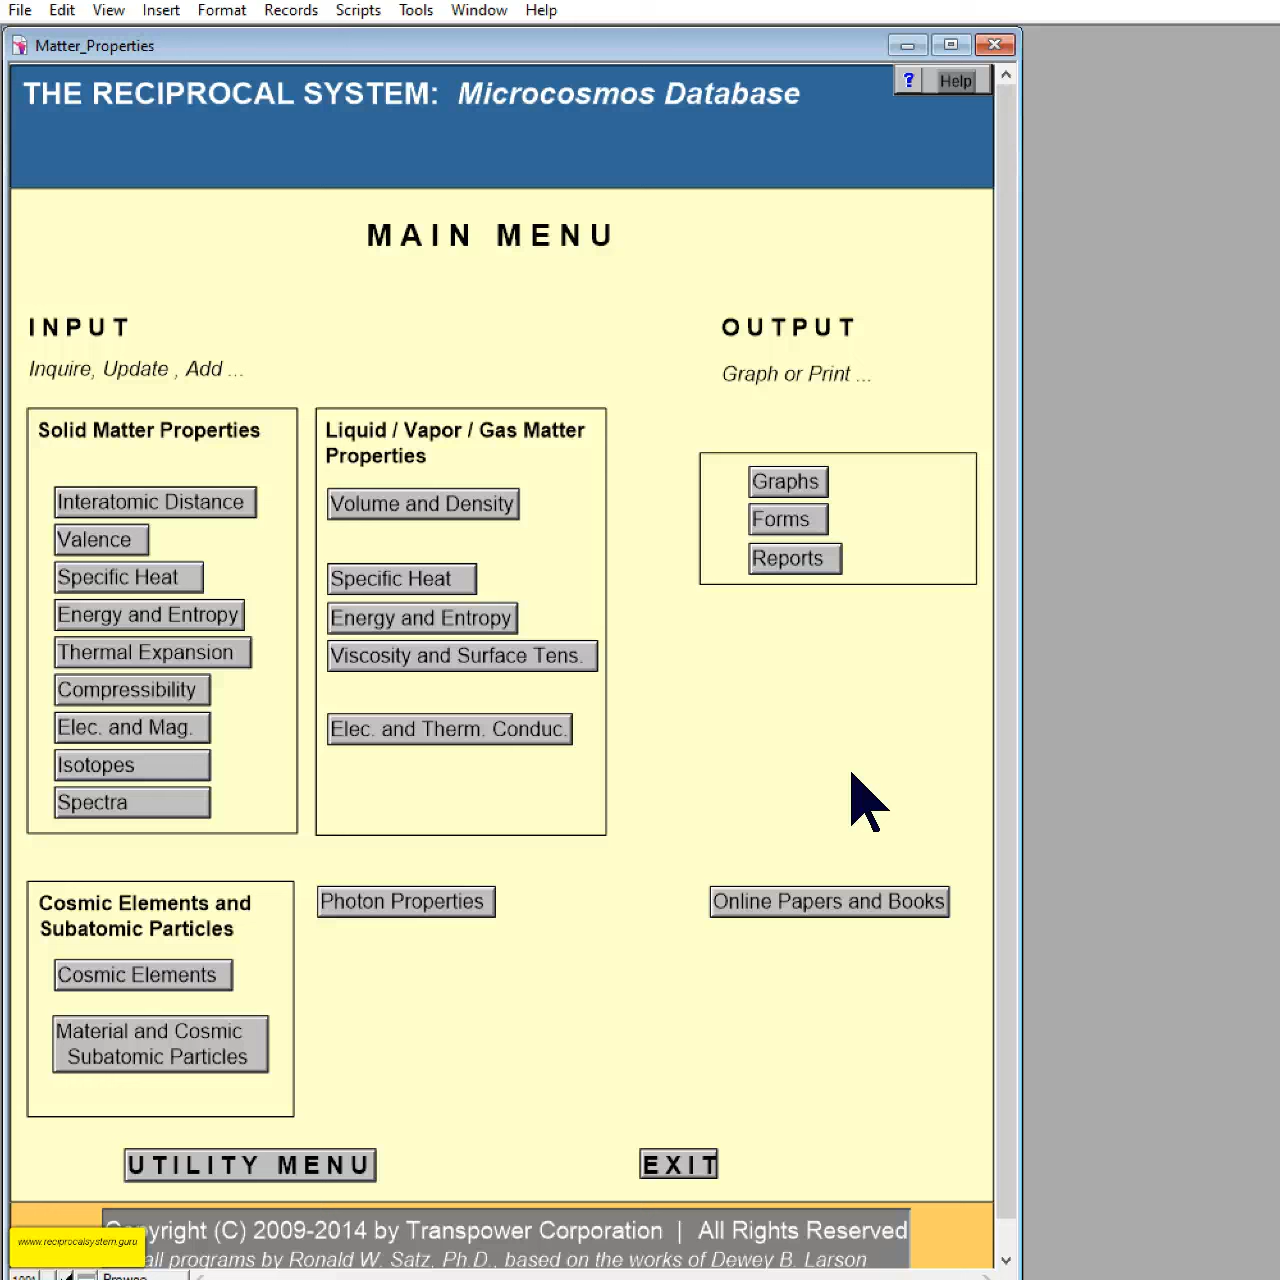 File Edit View Insert Format Records Scripts Tools Window Help
Matter_Properties
THE RECIPROCAL SYSTEM: Microcosmos Database
? Help
MAIN MENU
INPUT
Inquire, Update , Add ...
OUTPUT
Graph or Print ...
Solid Matter Properties
Interatomic Distance
Valence
Specific Heat
Energy and Entropy
Thermal Expansion
Compressibility
Elec. and Mag.
Isotopes
Spectra
Liquid / Vapor / Gas Matter
Properties
Volume and Density
Specific Heat
Energy and Entropy
Viscosity and Surface Tens.
Elec. and Therm. Conduc.
Graphs
Forms
Reports
Cosmic Elements and
Subatomic Particles
Cosmic Elements
Material and Cosmic
Subatomic Particles
Photon Properties
Online Papers and Books
UTILITY MENU
EXIT
Copyright (C) 2009-2014 by Transpower Corporation | All Rights Reserved
all programs by Ronald W. Satz, Ph.D., based on the works of Dewey B. Larson
www.reciprocalsystem.guru
Browse